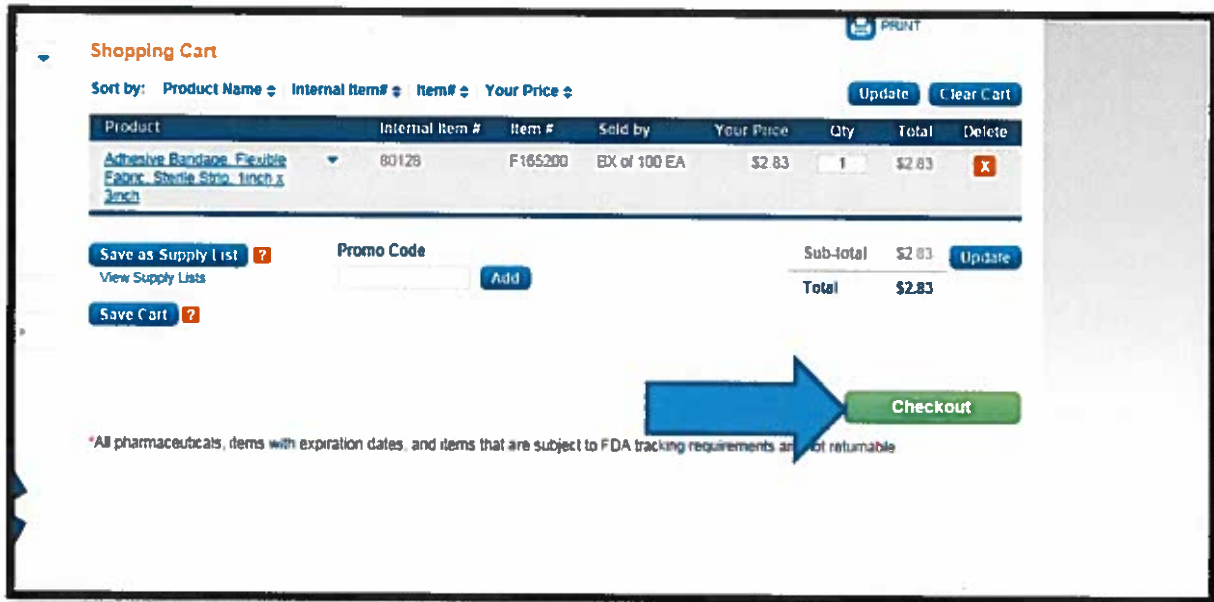 PRINT
Shopping Cart
Sort by: Product Name Internal Item# Item# Your Price
Update Clear Cart
Product Internal Item # Item # Sold by Your Price Qty Total Delete
Adhesive Bandage, Flexible 80128 F165200 BX of 100 EA $2.83 1 $2.83 X
Fabric, Sterile Strip, 1inch x
3inch
Save as Supply List ? Promo Code Sub-total $2.83 Update
View Supply Lists Add Total $2.83
Save Cart ?
Checkout
*All pharmaceuticals, items with expiration dates, and items that are subject to FDA tracking requirements not returnable